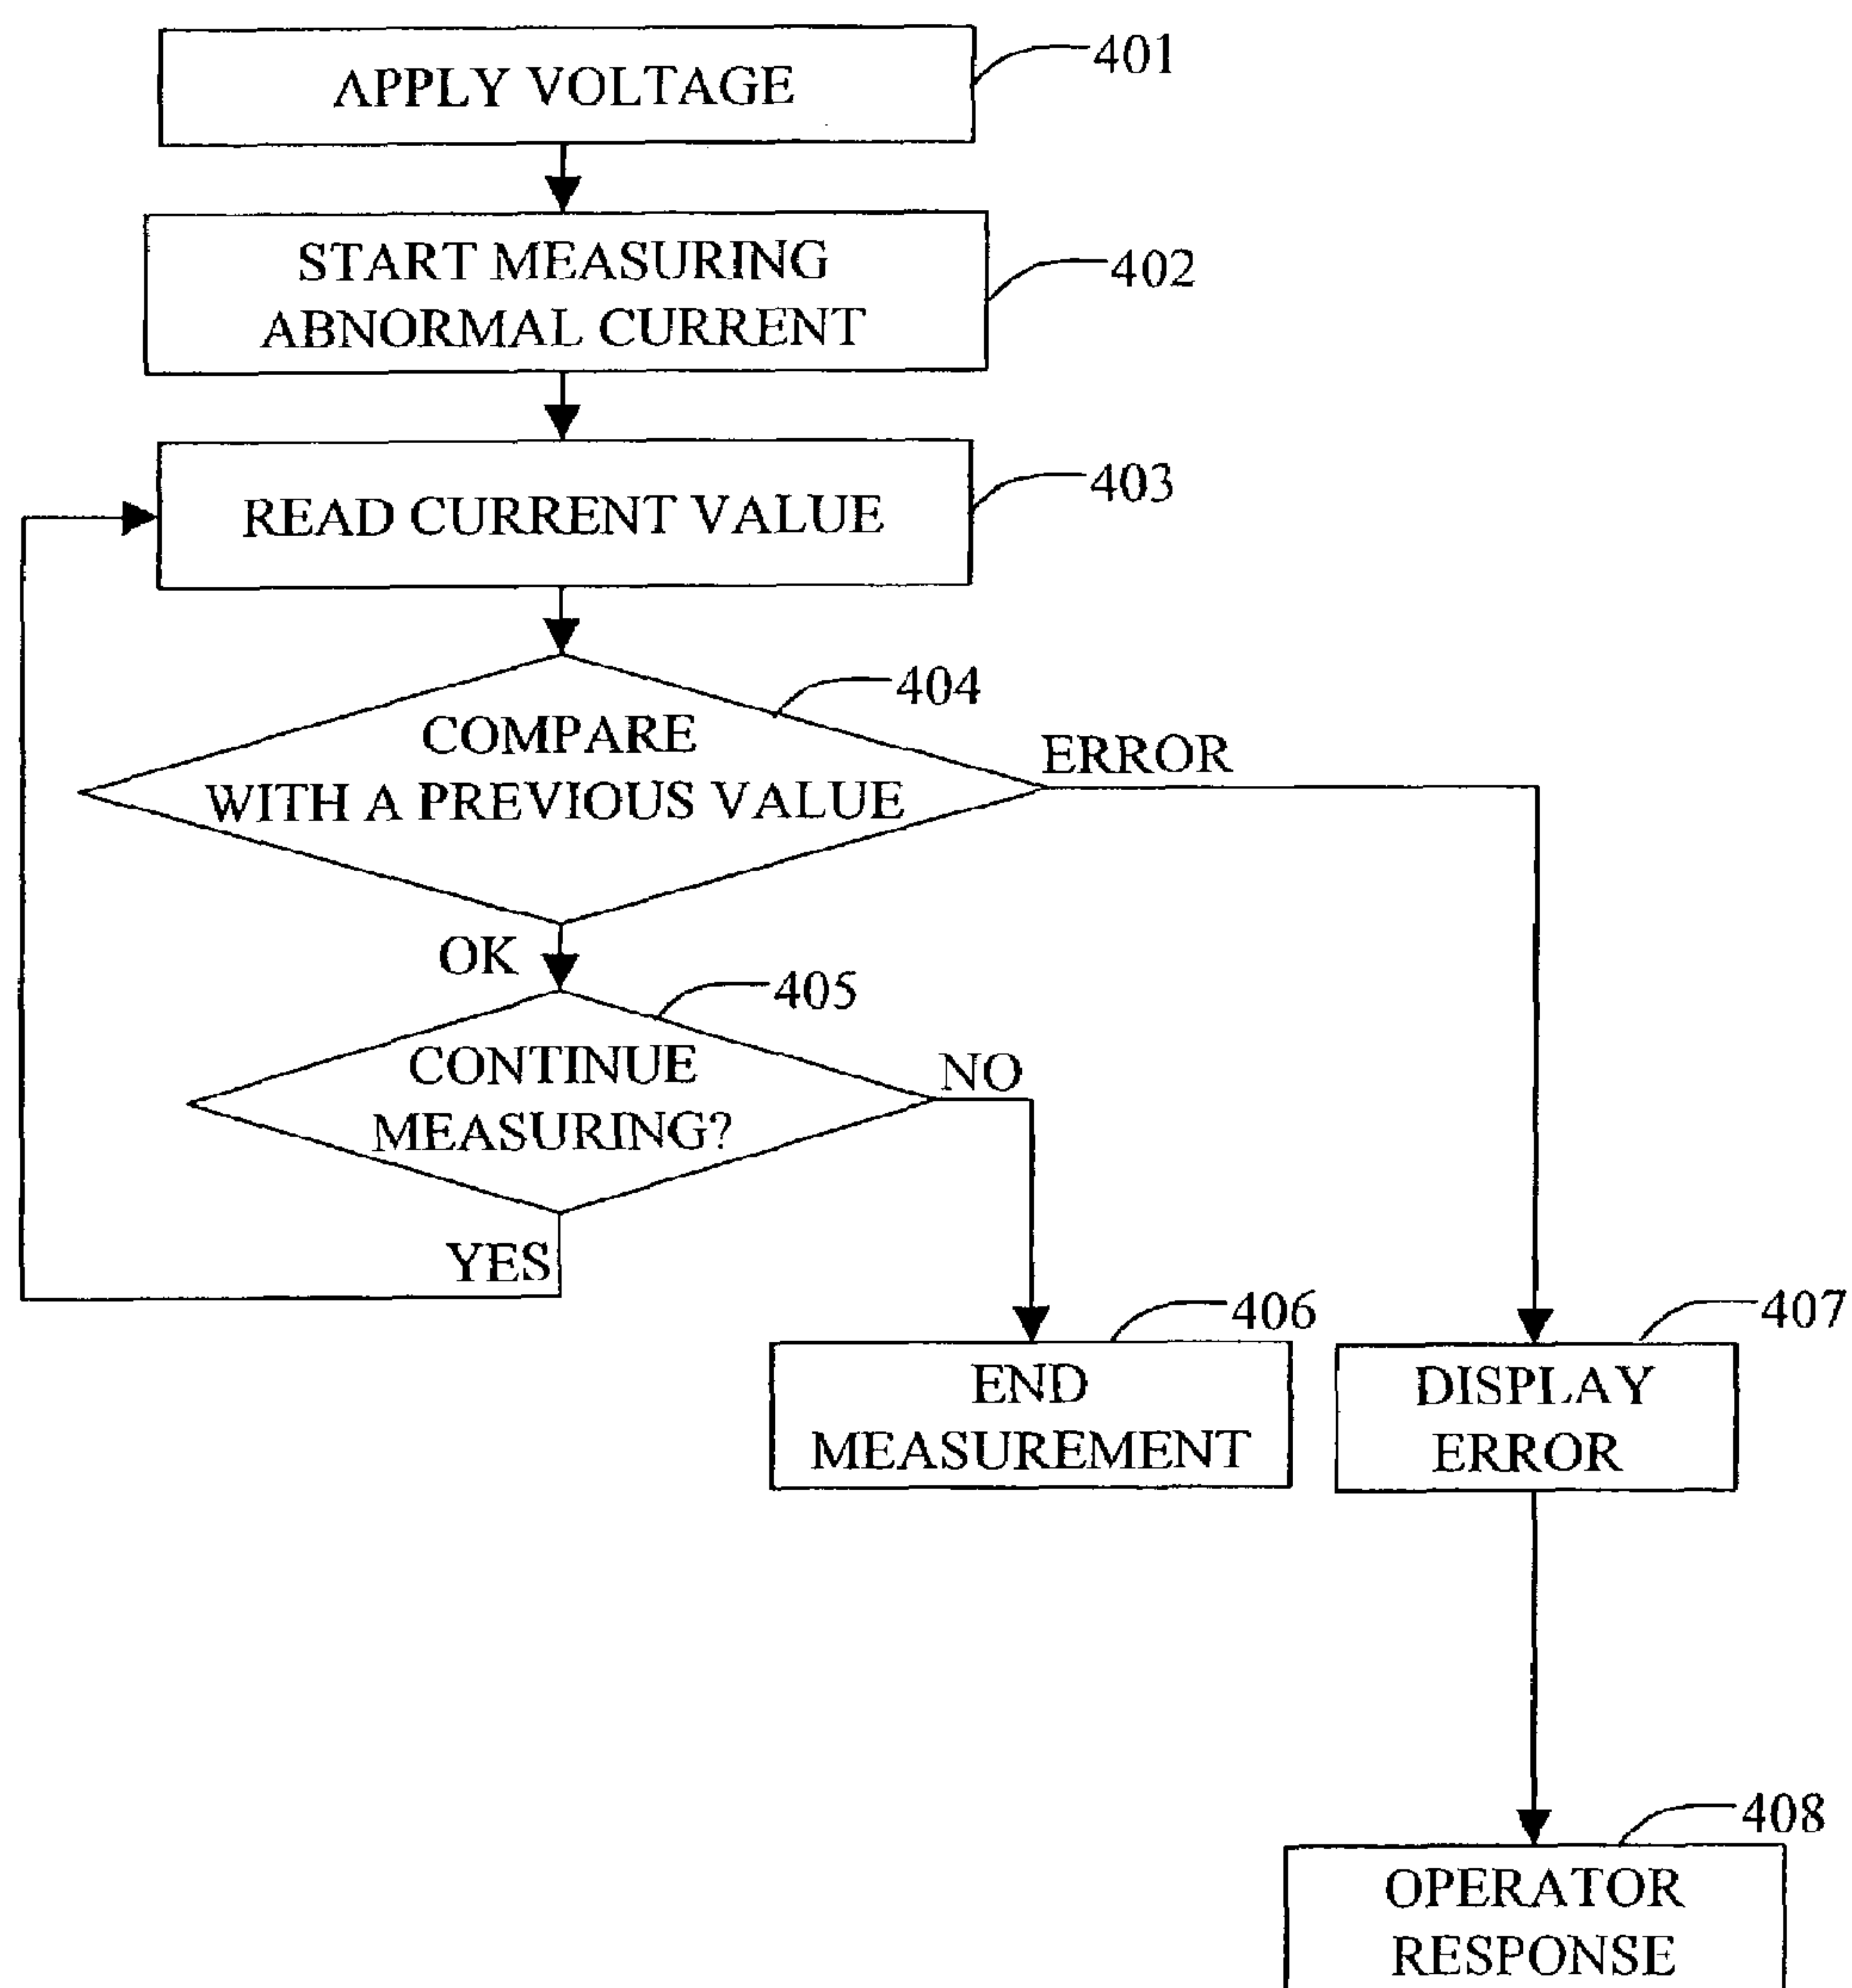 APPLY VOLTAGE
401
START MEASURING
ABNORMAL CURRENT
402
READ CURRENT VALUE
403
404
COMPARE
WITH A PREVIOUS VALUE
ERROR
OK
405
CONTINUE
MEASURING?
NO
YES
406
END
MEASUREMENT
407
DISPLAY
ERROR
408
OPERATOR
RESPONSE